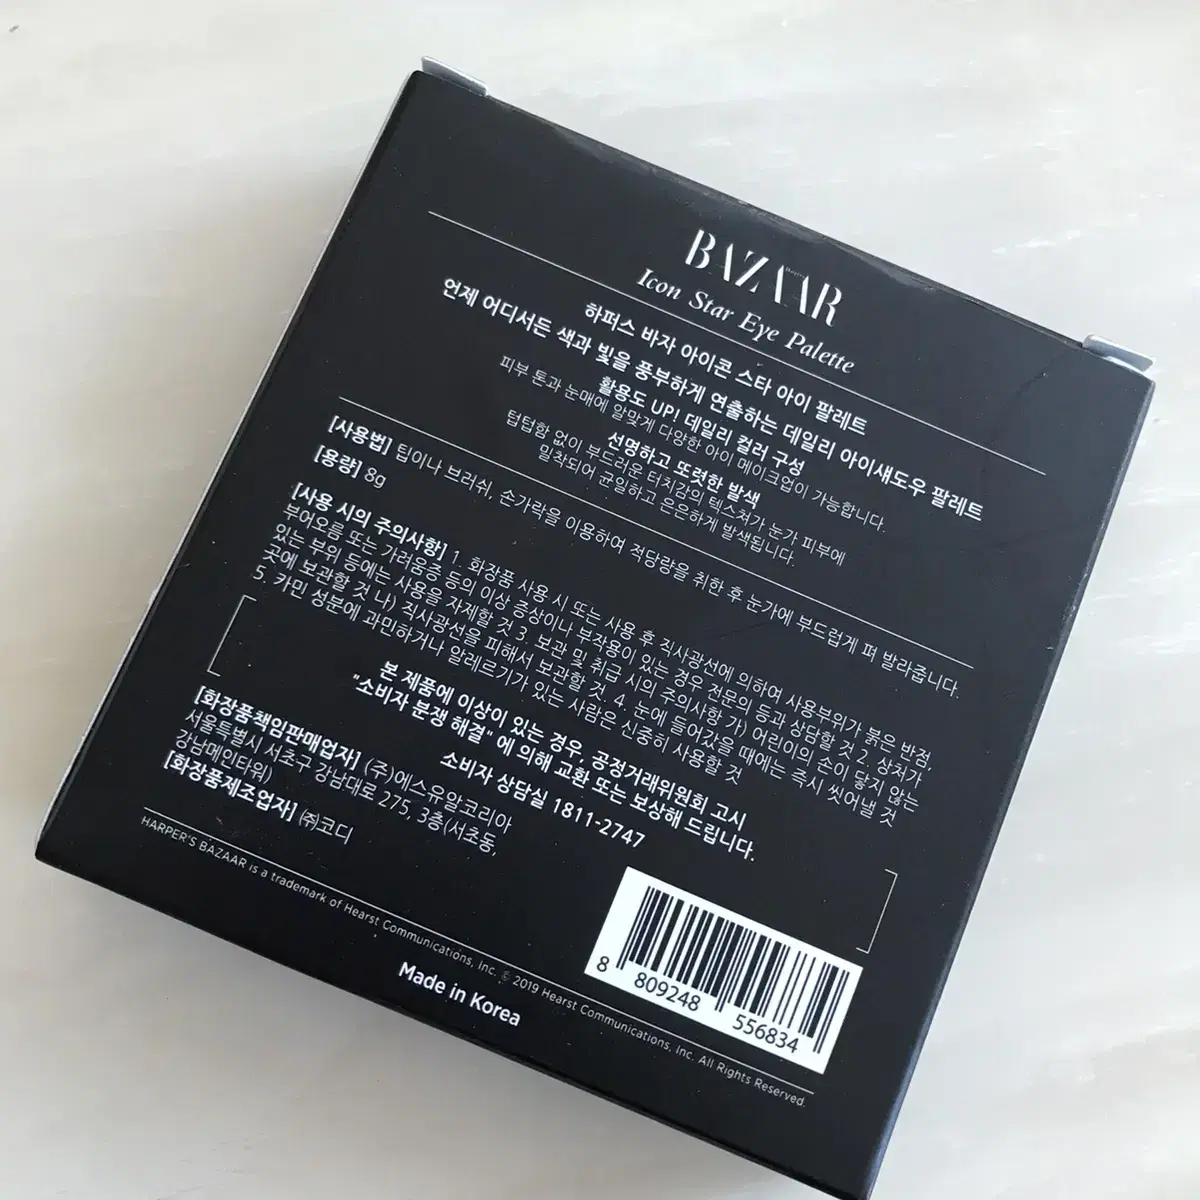 BAZAAR
Icon Star Eye Palette
하퍼스 바자 아이콘 스타 아이 팔레트
언제 어디서든 색과 빛을 풍부하게 연출하는 데일리 아이섀도우 팔레트
활용도 UP! 데일리 컬러 구성
피부 톤과 눈매에 알맞게 다양한 아이 메이크업이 가능합니다.
선명하고 또렷한 발색
텁텁함 없이 부드러운 터치감의 텍스쳐가 눈가 피부에
밀착되어 균일하고 은은하게 발색됩니다.
[사용법] 팁이나 브러쉬, 손가락을 이용하여 적당량을 취한 후 눈가에 부드럽게 펴 발라줍니다.
[용량] 8g
[사용 시의 주의사항] 1. 화장품 사용 시 또는 사용 후 직사광선에 의하여 사용부위가 붉은 반점,
부어오름 또는 가려움증 등의 이상 증상이나 부작용이 있는 경우 전문의 등과 상담할 것 2. 상처가
있는 부위 등에는 사용을 자제할 것 3. 보관 및 취급 시의 주의사항 가) 어린이의 손이 닿지 않는
곳에 보관할 것 나) 직사광선을 피해서 보관할 것. 4. 눈에 들어갔을 때에는 즉시 씻어낼 것
5. 카민 성분에 과민하거나 알레르기가 있는 사람은 신중히 사용할 것
본 제품에 이상이 있는 경우, 공정거래위원회 고시
"소비자 분쟁 해결"에 의해 교환 또는 보상해 드립니다.
소비자 상담실 1811-2747
[화장품책임판매업자] (주)에스유알코리아
서울특별시 서초구 강남대로 275, 3층(서초동,
강남메인타워)
[화장품제조업자] ㈜코디
8 809248 556834
HARPER'S BAZAAR is a trademark of Hearst Communications, Inc. © 2019 Hearst Communications, Inc. All Rights Reserved.
Made in Korea